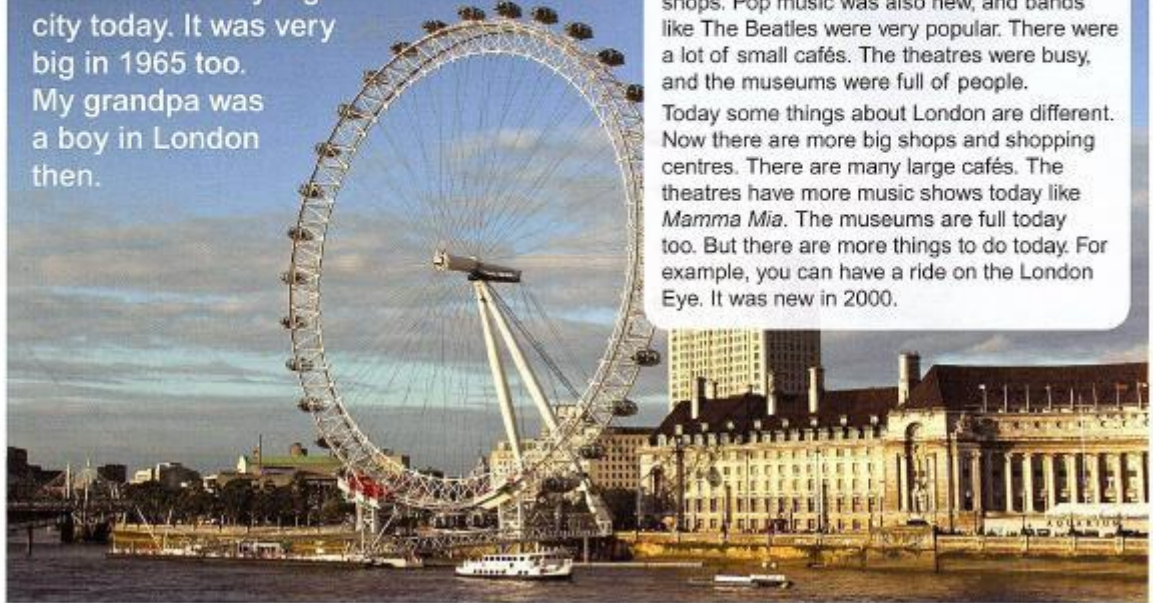 city today. It was very
big in 1965 too.
My grandpa was
a boy in London
then.
shops. Pop music was also new, and bands
like The Beatles were very popular. There were
a lot of small cafés. The theatres were busy,
and the museums were full of people.
Today some things about London are different.
Now there are more big shops and shopping
centres. There are many large cafés. The
theatres have more music shows today like
Mamma Mia. The museums are full today
too. But there are more things to do today. For
example, you can have a ride on the London
Eye. It was new in 2000.